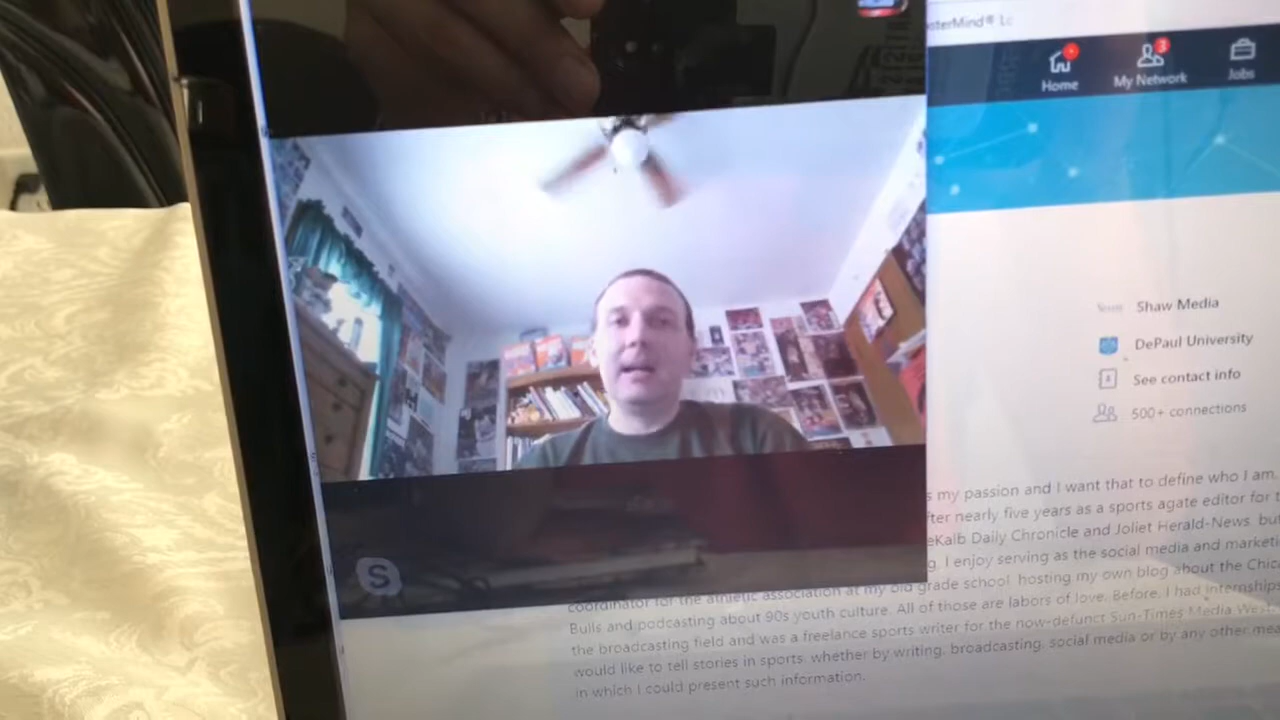 Home
My Network
3
Jobs
Shaw Media
DePaul University
See contact info
500+ connections
s my passion and I want that to define who I am.
fter nearly five years as a sports agate editor for t
eKalb Daily Chronicle and Joliet Herald-News, but
g. I enjoy serving as the social media and marketi
coordinator for the athletic association at my old grade school, hosting my own blog about the Chic
Bulls and podcasting about 90s youth culture. All of those are labors of love. Before, I had internships
the broadcasting field and was a freelance sports writer for the now-defunct Sun-Times Media West
would like to tell stories in sports, whether by writing, broadcasting, social media or by any other mea
in which I could present such information.
S